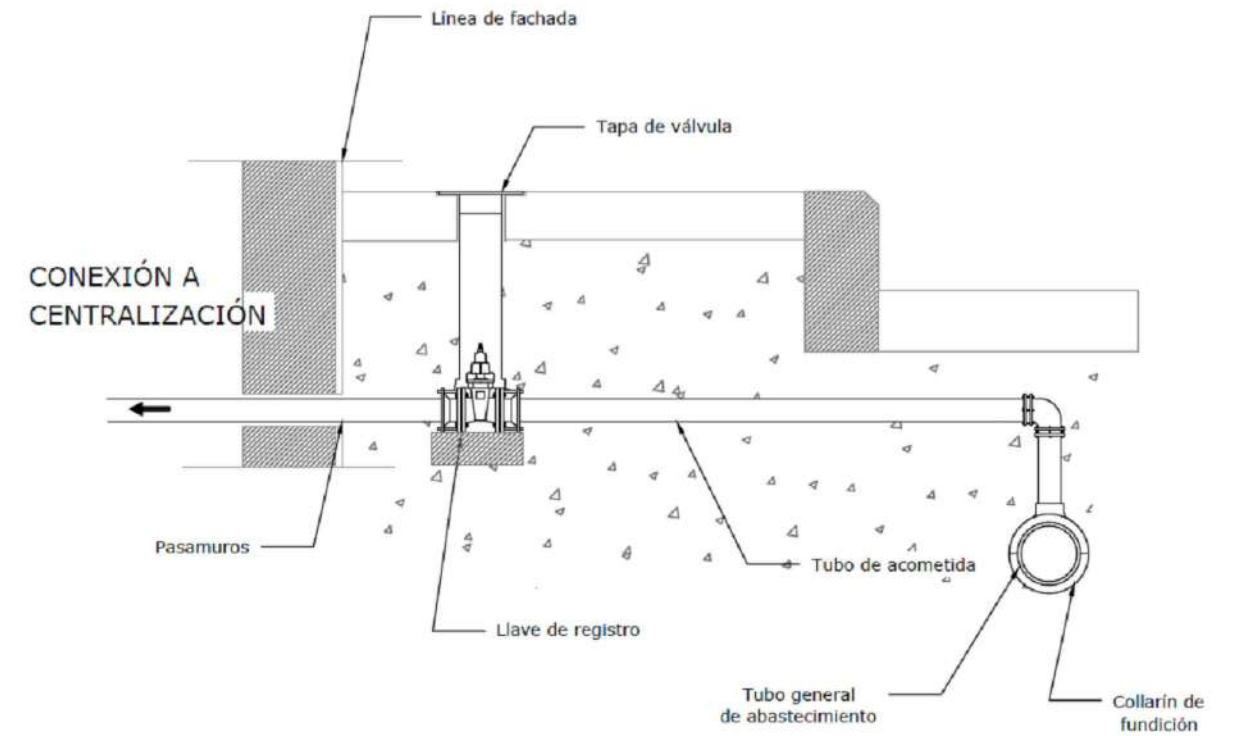 Línea de fachada
Tapa de válvula
CONEXIÓN A
CENTRALIZACIÓN
Pasamuros
Tubo de acometida
Llave de registro
Tubo general
de abastecimiento
Collarín de
fundición